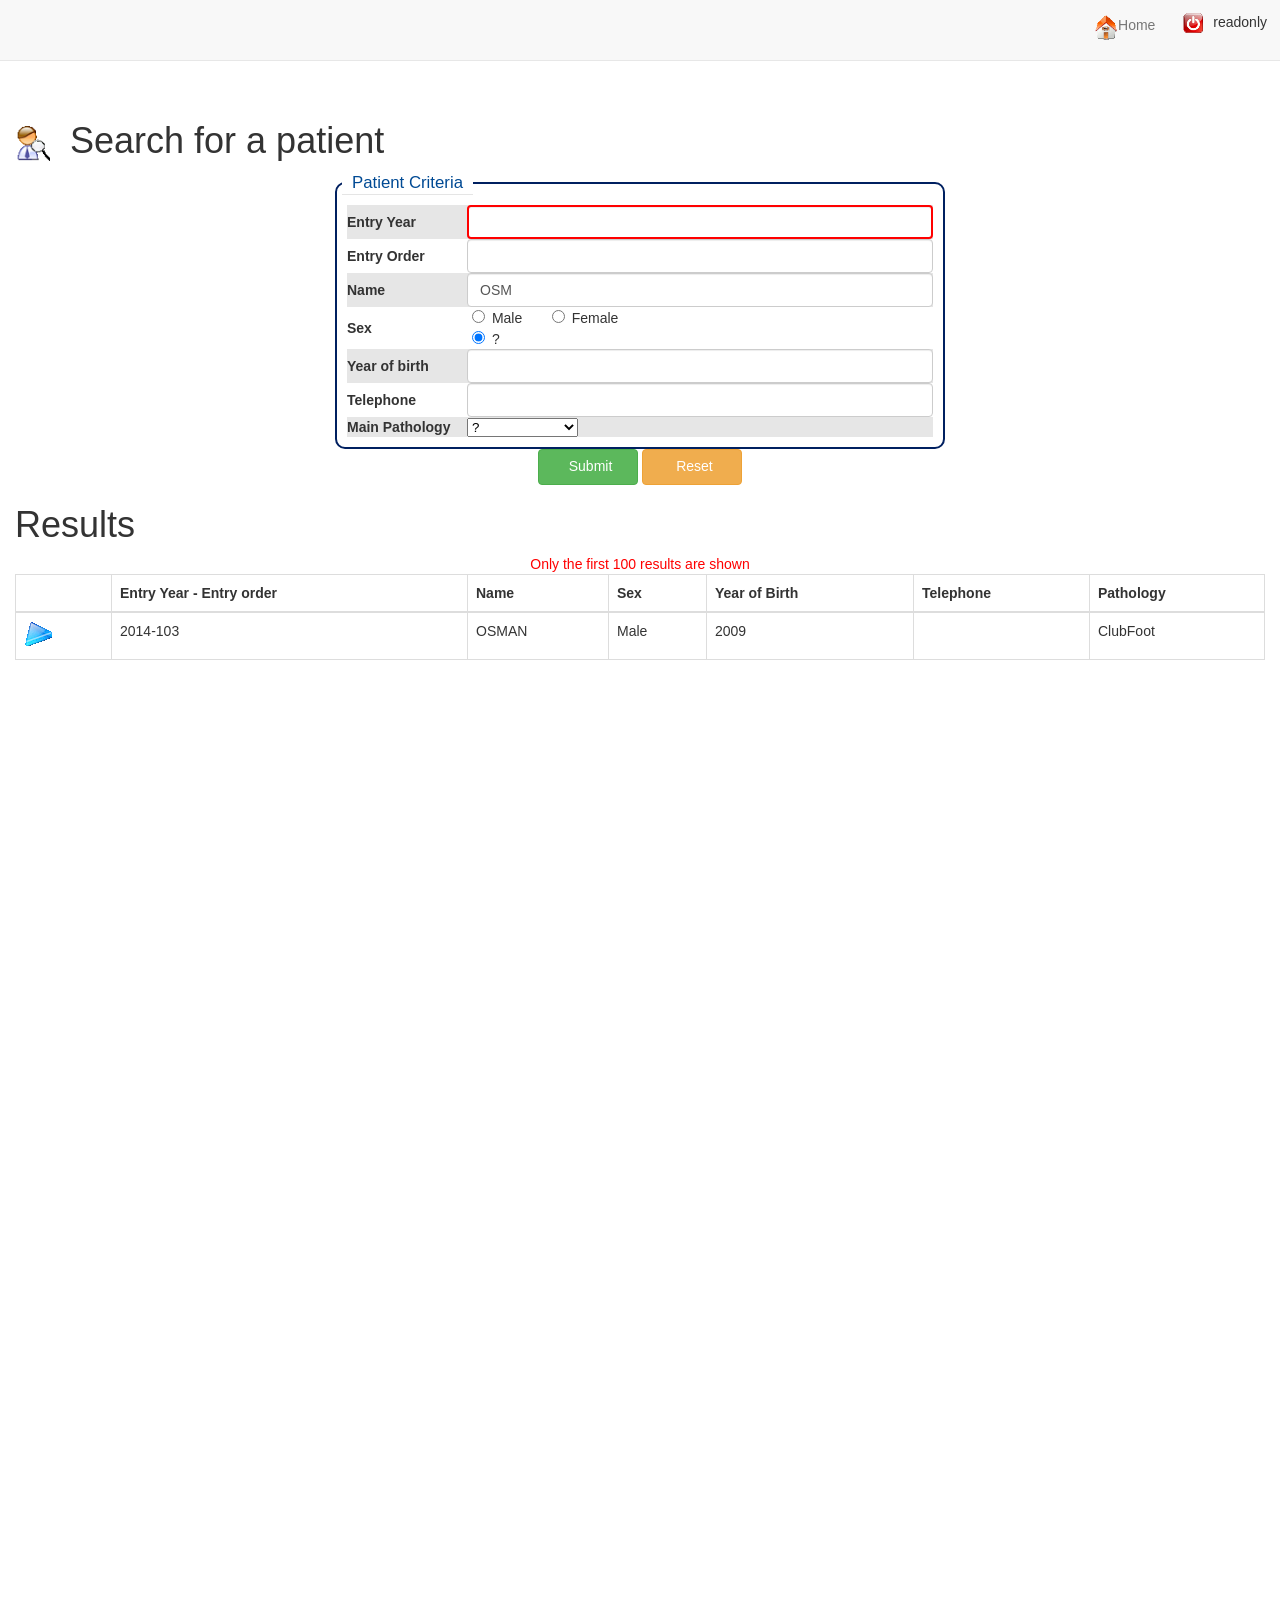 Home readonly
Search for a patient
Patient Criteria
Entry Year
Entry Order
Name OSM
Sex Male Female
?
Year of birth
Telephone
Main Pathology ?
Submit Reset
Results
Only the first 100 results are shown
Entry Year - Entry order Name Sex Year of Birth Telephone Pathology
2014-103 OSMAN Male 2009 ClubFoot